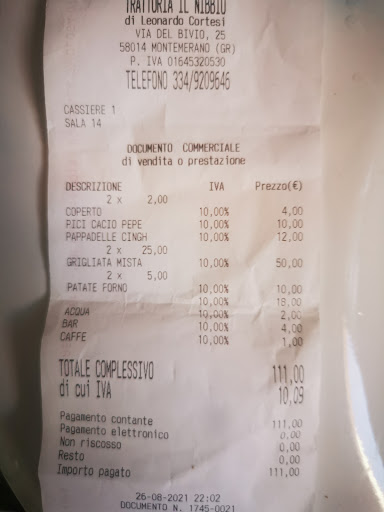 TRATTORIA IL NIBBIO
di Leonardo Cortesi
VIA DEL BIVIO, 25
58014 MONTEMERANO (GR)
P. IVA 01645320530
TELEFONO 334/9209646
CASSIERE 1
SALA 14
DOCUMENTO COMMERCIALE
di vendita o prestazione
DESCRIZIONE IVA Prezzo(€)
2 x 2,00
COPERTO 10,00% 4,00
PICI CACIO PEPE 10,00% 10,00
PAPPADELLE CINGH 10,00% 12,00
2 x 25,00
GRIGLIATA MISTA 10,00% 50,00
2 x 5,00
PATATE FORNO 10,00% 10,00
10,00% 18,00
ACQUA 10,00% 2,00
BAR 10,00% 4,00
CAFFE 10,00% 1,00
TOTALE COMPLESSIVO 111,00
di cui IVA 10,09
Pagamento contante 111,00
Pagamento elettronico 0,00
Non riscosso 0,00
Resto 0,00
Importo pagato 111,00
26-08-2021 22:02
DOCUMENTO N. 1745-0021